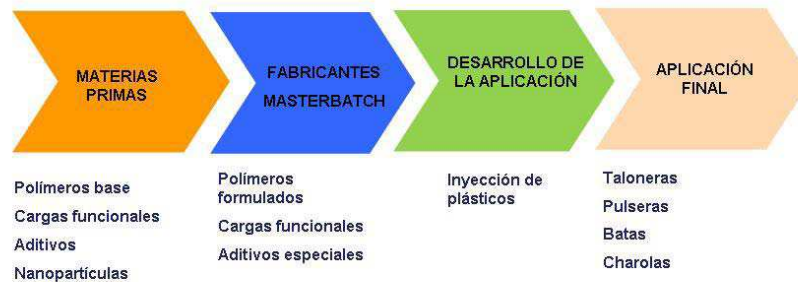 MATERIAS
PRIMAS
FABRICANTES
MASTERBATCH
DESARROLLO DE
LA APLICACIÓN
APLICACIÓN
FINAL
Polímeros base
Cargas funcionales
Aditivos
Nanopartículas
Polímeros
formulados
Cargas funcionales
Aditivos especiales
Inyección de
plásticos
Taloneras
Pulseras
Batas
Charolas